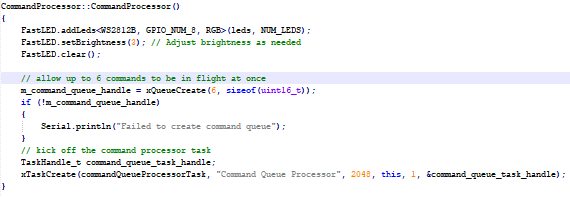 CommandProcessor::CommandProcessor()
{
    FastLED.addLeds<WS2812B, GPIO_NUM_8, RGB>(leds, NUM_LEDS);
    FastLED.setBrightness(2); // Adjust brightness as needed
    FastLED.clear();

    // allow up to 6 commands to be in flight at once
    m_command_queue_handle = xQueueCreate(6, sizeof(uint16_t));
    if (!m_command_queue_handle)
    {
        Serial.println("Failed to create command queue");
    }
    // kick off the command processor task
    TaskHandle_t command_queue_task_handle;
    xTaskCreate(commandQueueProcessorTask, "Command Queue Processor", 2048, this, 1, &command_queue_task_handle);
}